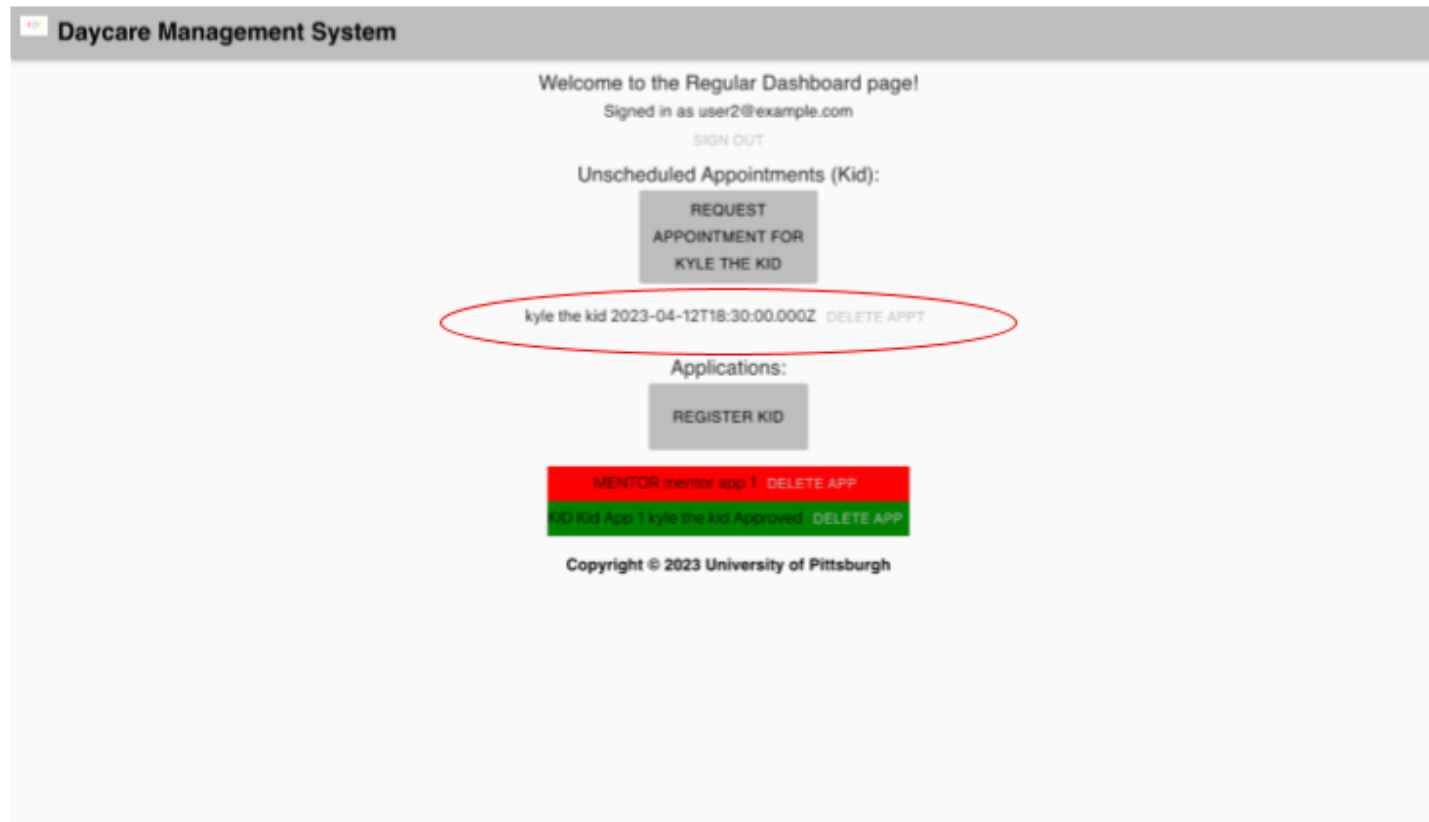 Daycare Management System
Welcome to the Regular Dashboard page!
Signed in as user2@example.com
SIGN OUT
Unscheduled Appointments (Kid):
REQUEST
APPOINTMENT FOR
KYLE THE KID
kyle the kid 2023-04-12T18:30:00.000Z DELETE APPT
Applications:
REGISTER KID
MENTOR mentor app 1 DELETE APP
KID Kid App 1 kyle the kid Approved DELETE APP
Copyright © 2023 University of Pittsburgh